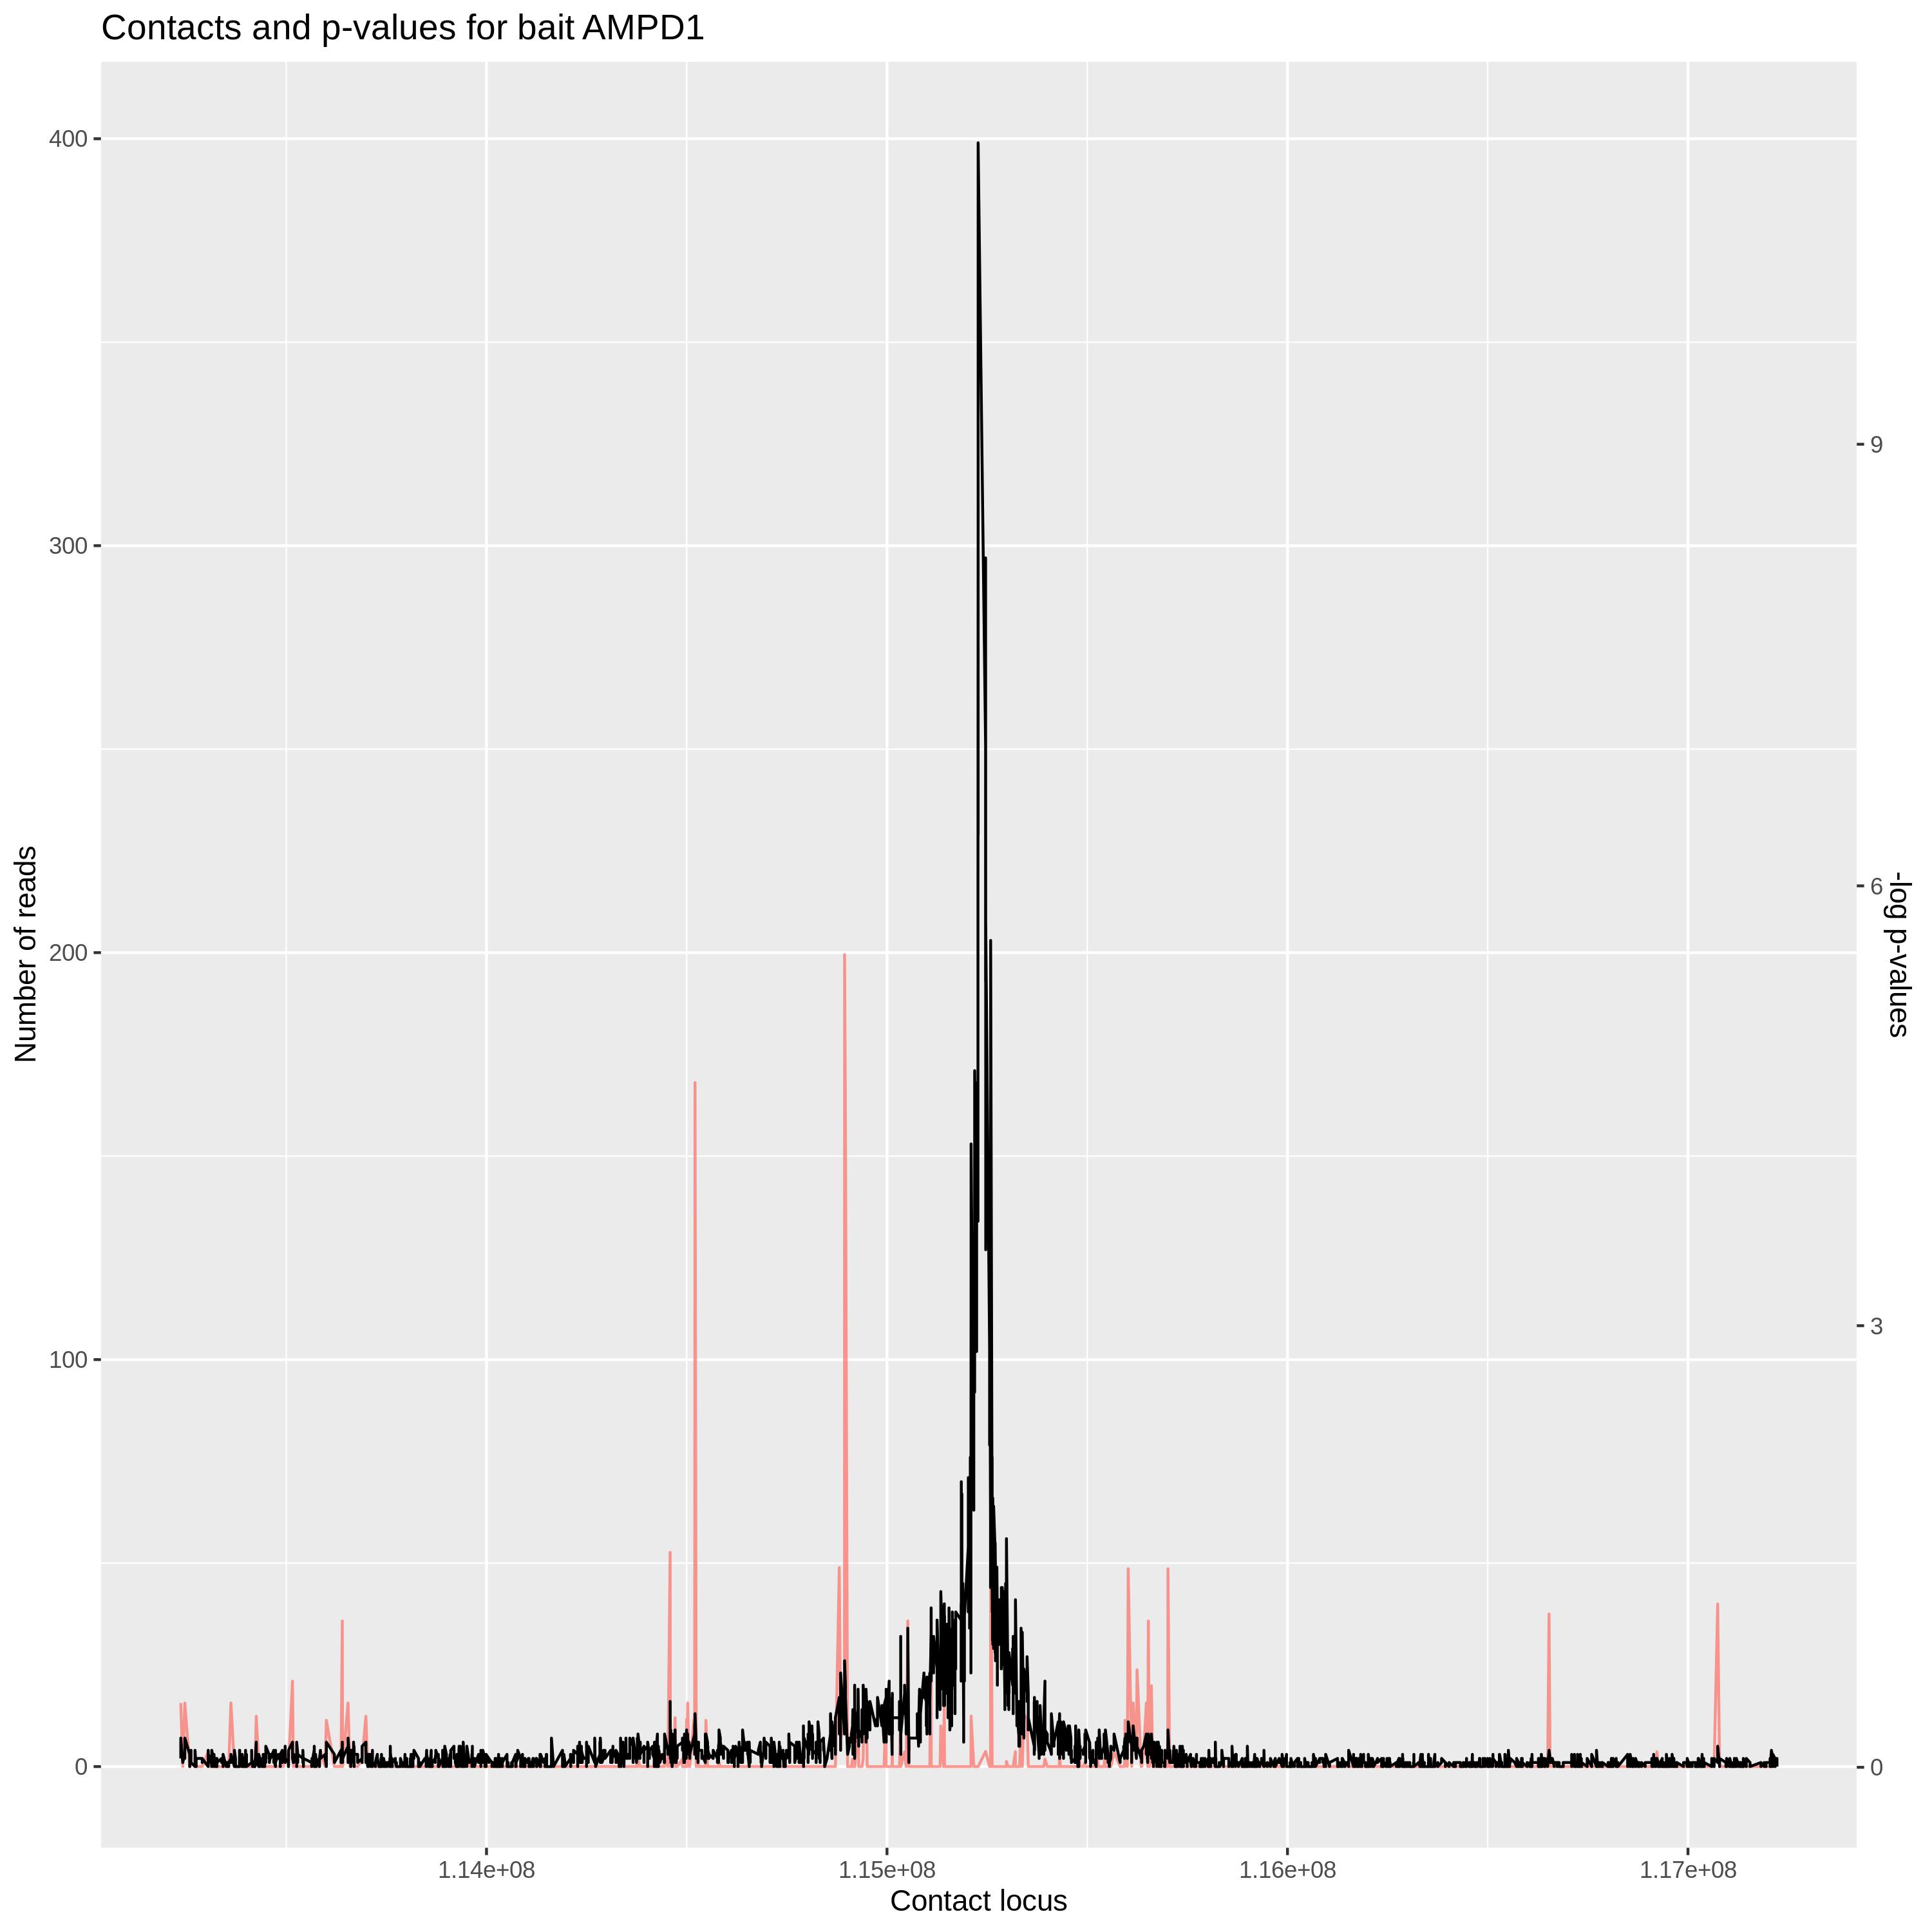 Contacts and p-values for bait AMPD1
400
300
200
100
0
Number of reads
9
6
3
0
-log p-values
1.14e+08 1.15e+08 1.16e+08 1.17e+08
Contact locus